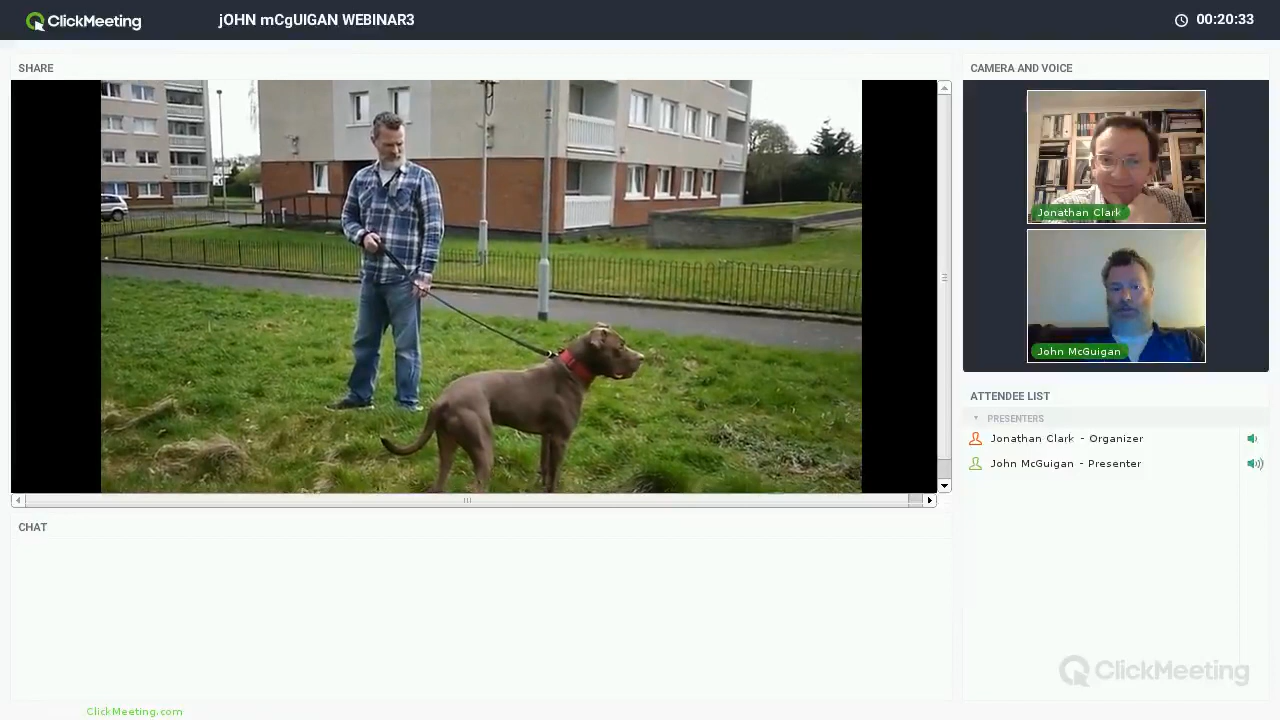 ClickMeeting
jOHN mCgUIGAN WEBINAR3
00:20:33
SHARE
CAMERA AND VOICE
Jonathan Clark
John McGuigan
ATTENDEE LIST
PRESENTERS
Jonathan Clark - Organizer
John McGuigan - Presenter
CHAT
ClickMeeting
ClickMeeting.com